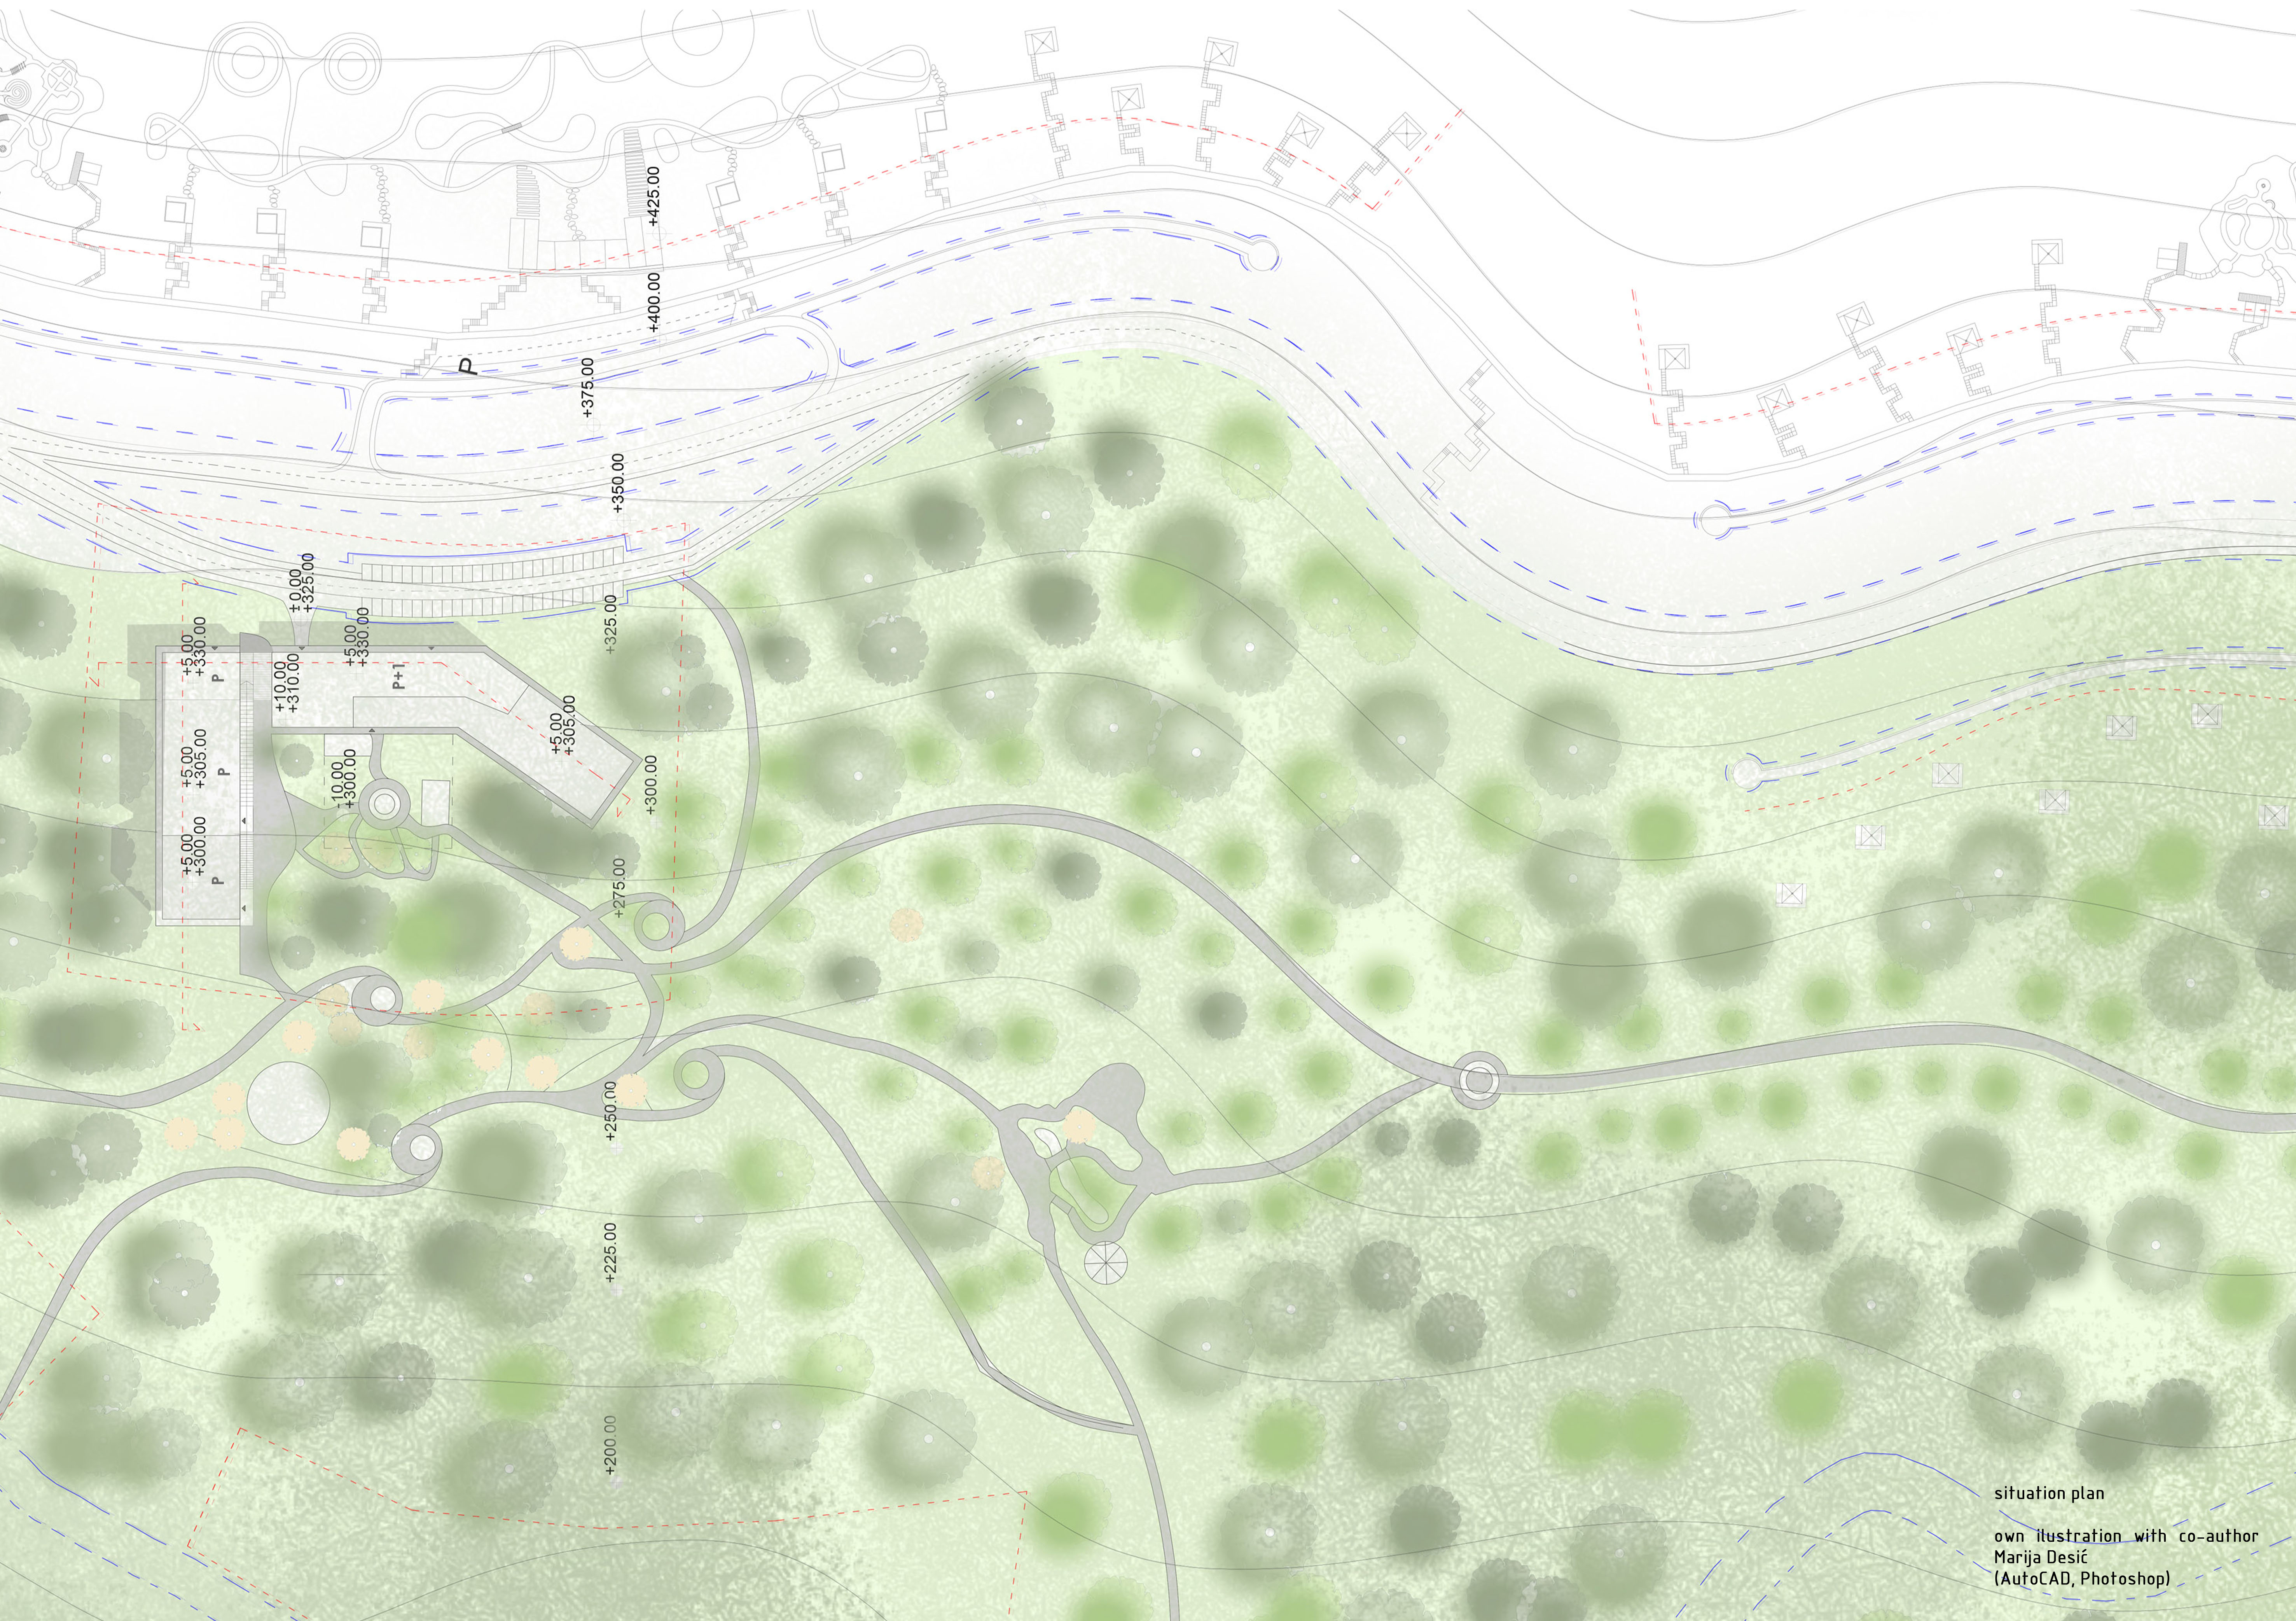 +425.00
+400.00
P
+375.00
+350.00
±0.00
+325.00
+325.00
+5.00
+330.00
P
+5.00
+330.00
P+1
+10.00
+310.00
+5.00
+305.00
+5.00
+305.00
P
-10.00
+300.00
+300.00
+5.00
+300.00
P
+275.00
+250.00
+225.00
+200.00
situation plan
own ilustration with co-author
Marija Desić
(AutoCAD, Photoshop)